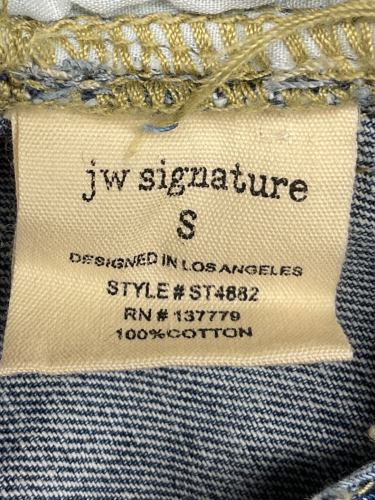 jw signature
S
DESIGNED IN LOS ANGELES
STYLE # ST4882
RN # 137779
100%COTTON